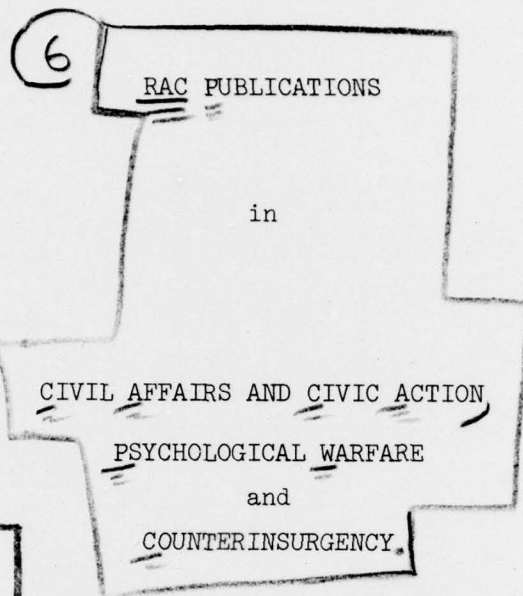 6
RAC PUBLICATIONS
in
CIVIL AFFAIRS AND CIVIC ACTION,
PSYCHOLOGICAL WARFARE
and
COUNTERINSURGENCY.